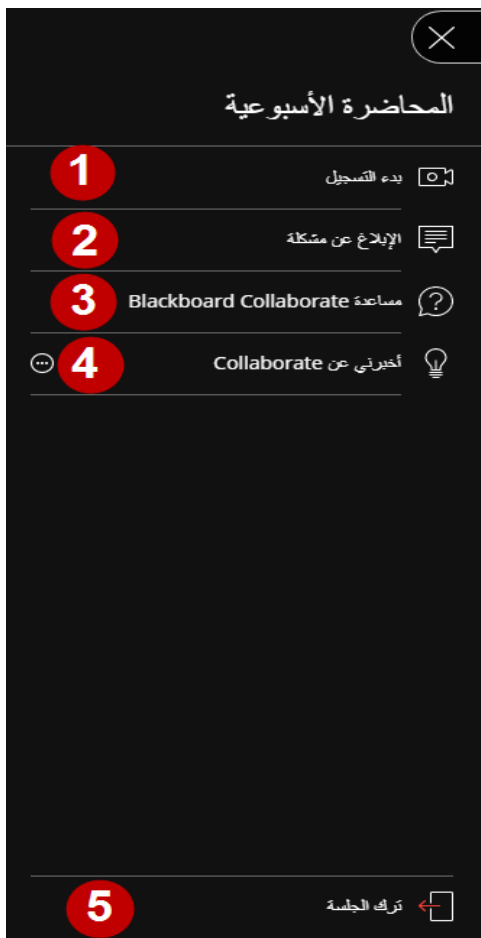 المحاضرة الأسبوعية
بدء التسجيل 1
الإبلاغ عن مشكلة 2
مساعدة Blackboard Collaborate 3
أخبرني عن Collaborate 4
ترك الجلسة 5